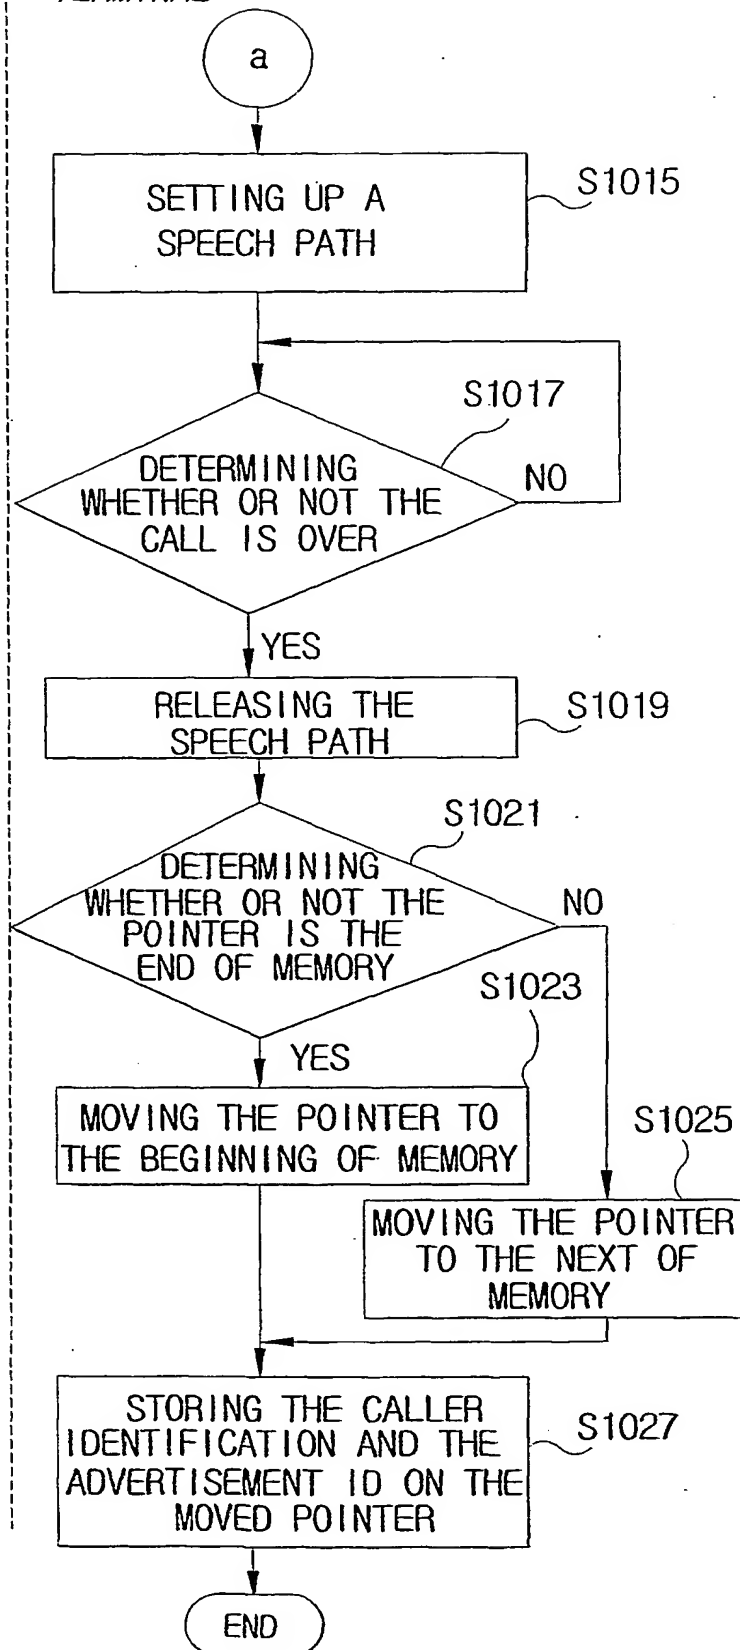 a
SETTING UP A
SPEECH PATH
S1015
S1017
DETERMINING
WHETHER OR NOT THE
CALL IS OVER
NO
YES
RELEASING THE
SPEECH PATH
S1019
S1021
DETERMINING
WHETHER OR NOT THE
POINTER IS THE
END OF MEMORY
NO
S1023
YES
MOVING THE POINTER TO
THE BEGINNING OF MEMORY
S1025
MOVING THE POINTER
TO THE NEXT OF
MEMORY
STORING THE CALLER
IDENTIFICATION AND THE
ADVERTISEMENT ID ON THE
MOVED POINTER
S1027
END